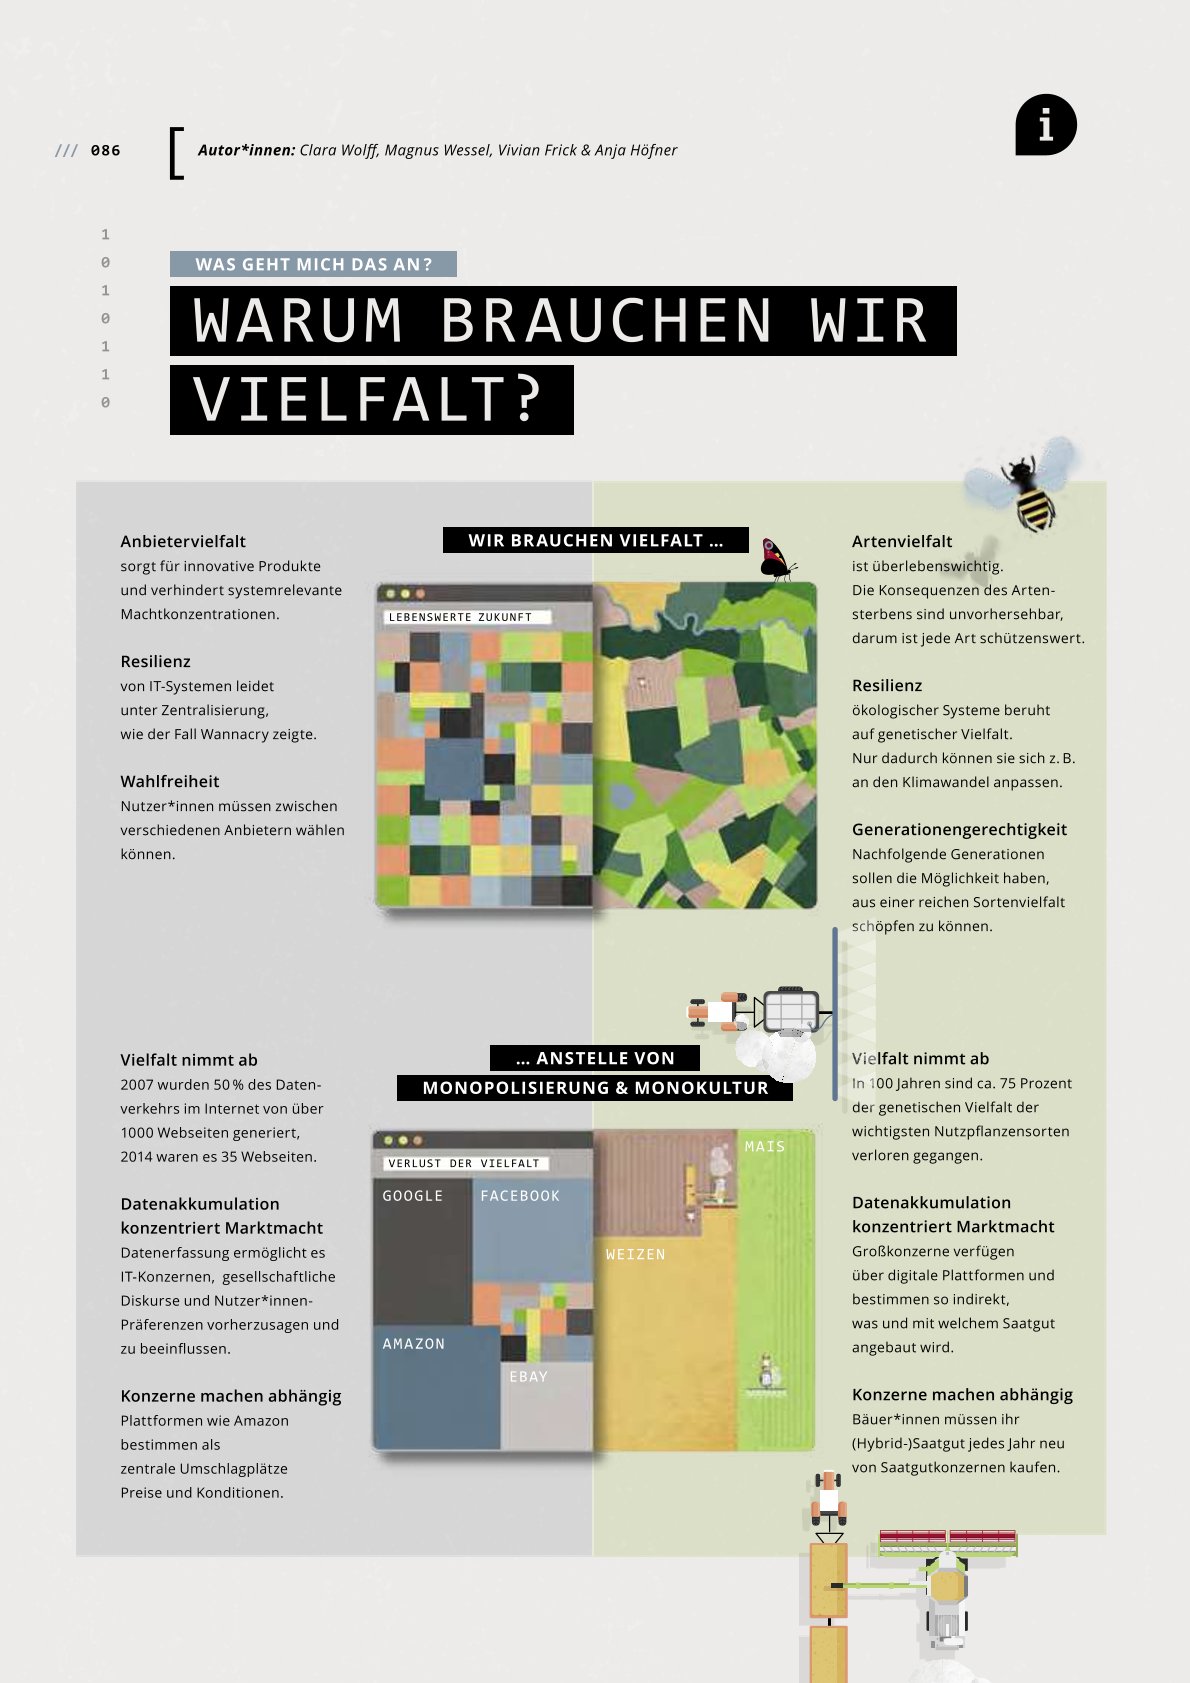 /// 086
Autor*innen: Clara Wolff, Magnus Wessel, Vivian Frick & Anja Höfner
i
1
0
1
0
1
1
0
WAS GEHT MICH DAS AN?
WARUM BRAUCHEN WIR
VIELFALT?
WIR BRAUCHEN VIELFALT ...
Anbietervielfalt
sorgt für innovative Produkte
und verhindert systemrelevante
Machtkonzentrationen.
Resilienz
von IT-Systemen leidet
unter Zentralisierung,
wie der Fall Wannacry zeigte.
Wahlfreiheit
Nutzer*innen müssen zwischen
verschiedenen Anbietern wählen
können.
LEBENSWERTE ZUKUNFT
Artenvielfalt
ist überlebenswichtig.
Die Konsequenzen des Arten-
sterbens sind unvorhersehbar,
darum ist jede Art schützenswert.
Resilienz
ökologischer Systeme beruht
auf genetischer Vielfalt.
Nur dadurch können sie sich z. B.
an den Klimawandel anpassen.
Generationengerechtigkeit
Nachfolgende Generationen
sollen die Möglichkeit haben,
aus einer reichen Sortenvielfalt
schöpfen zu können.
... ANSTELLE VON
MONOPOLISIERUNG & MONOKULTUR
Vielfalt nimmt ab
2007 wurden 50 % des Daten-
verkehrs im Internet von über
1000 Webseiten generiert,
2014 waren es 35 Webseiten.
Datenakkumulation
konzentriert Marktmacht
Datenerfassung ermöglicht es
IT-Konzernen, gesellschaftliche
Diskurse und Nutzer*innen-
Präferenzen vorherzusagen und
zu beeinflussen.
Konzerne machen abhängig
Plattformen wie Amazon
bestimmen als
zentrale Umschlagplätze
Preise und Konditionen.
VERLUST DER VIELFALT
GOOGLE
FACEBOOK
AMAZON
EBAY
MAIS
WEIZEN
Vielfalt nimmt ab
In 100 Jahren sind ca. 75 Prozent
der genetischen Vielfalt der
wichtigsten Nutzpflanzensorten
verloren gegangen.
Datenakkumulation
konzentriert Marktmacht
Großkonzerne verfügen
über digitale Plattformen und
bestimmen so indirekt,
was und mit welchem Saatgut
angebaut wird.
Konzerne machen abhängig
Bäuer*innen müssen ihr
(Hybrid-)Saatgut jedes Jahr neu
von Saatgutkonzernen kaufen.